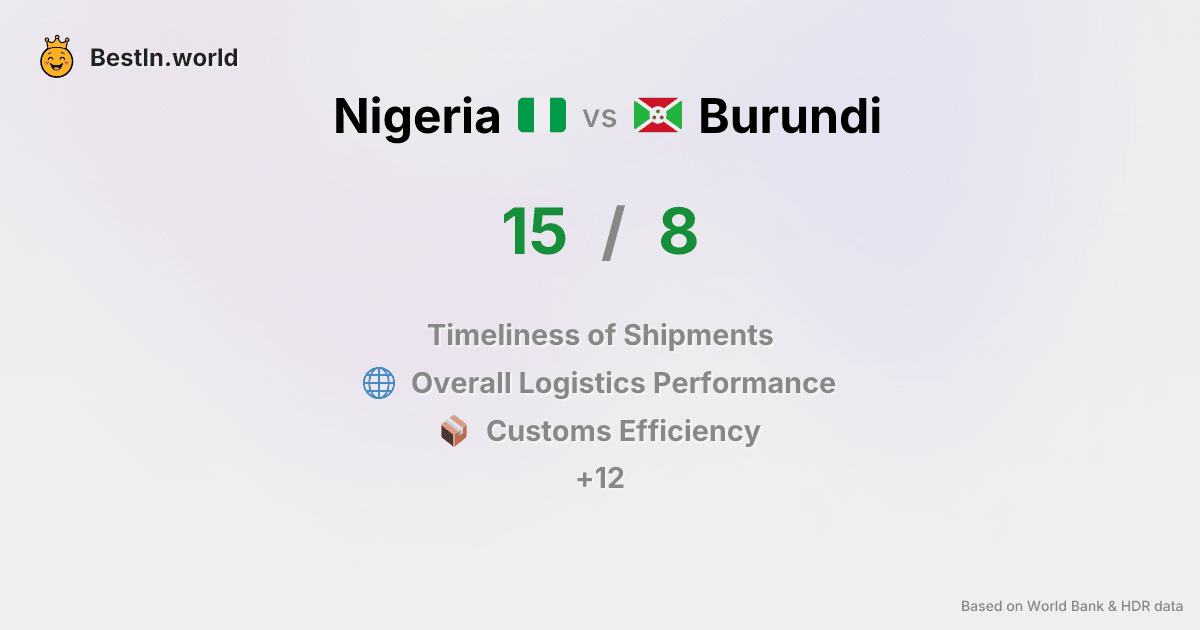 BestIn.world
Nigeria vs Burundi
15 / 8
Timeliness of Shipments
Overall Logistics Performance
Customs Efficiency
+12
Based on World Bank & HDR data